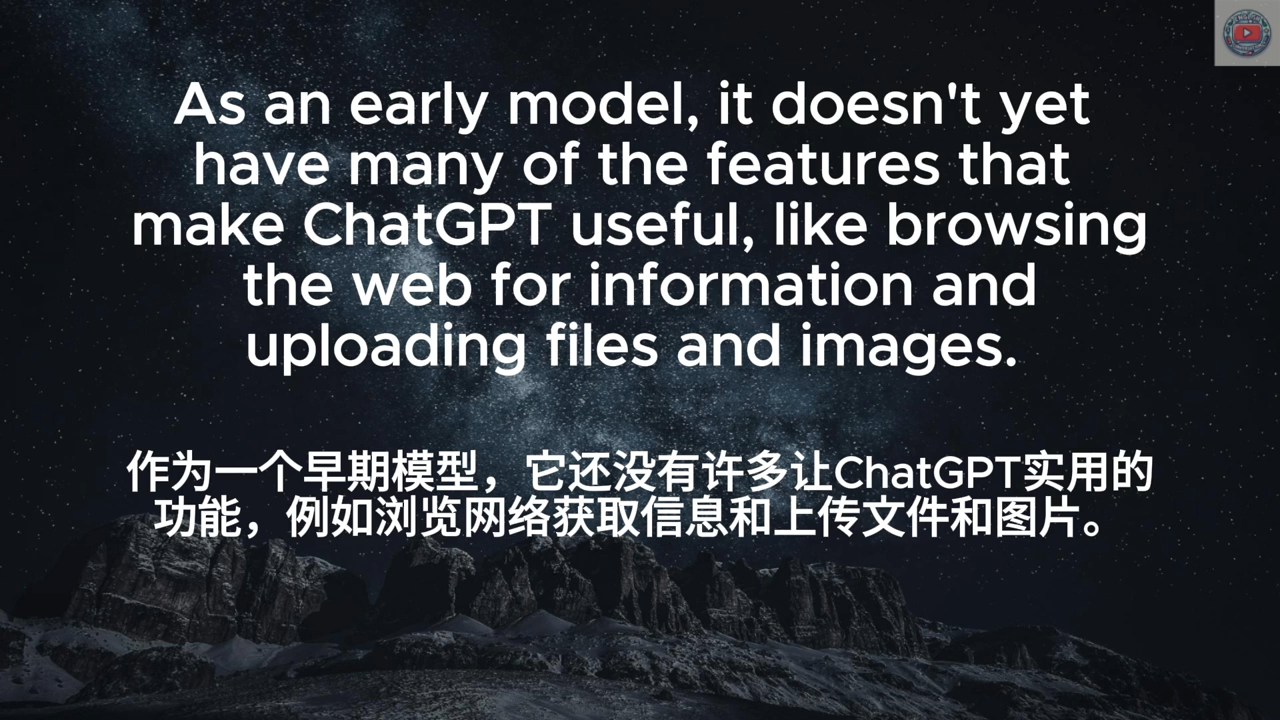 As an early model, it doesn't yet
have many of the features that
make ChatGPT useful, like browsing
the web for information and
uploading files and images.
作为一个早期模型，它还没有许多让ChatGPT实用的
功能，例如浏览网络获取信息和上传文件和图片。